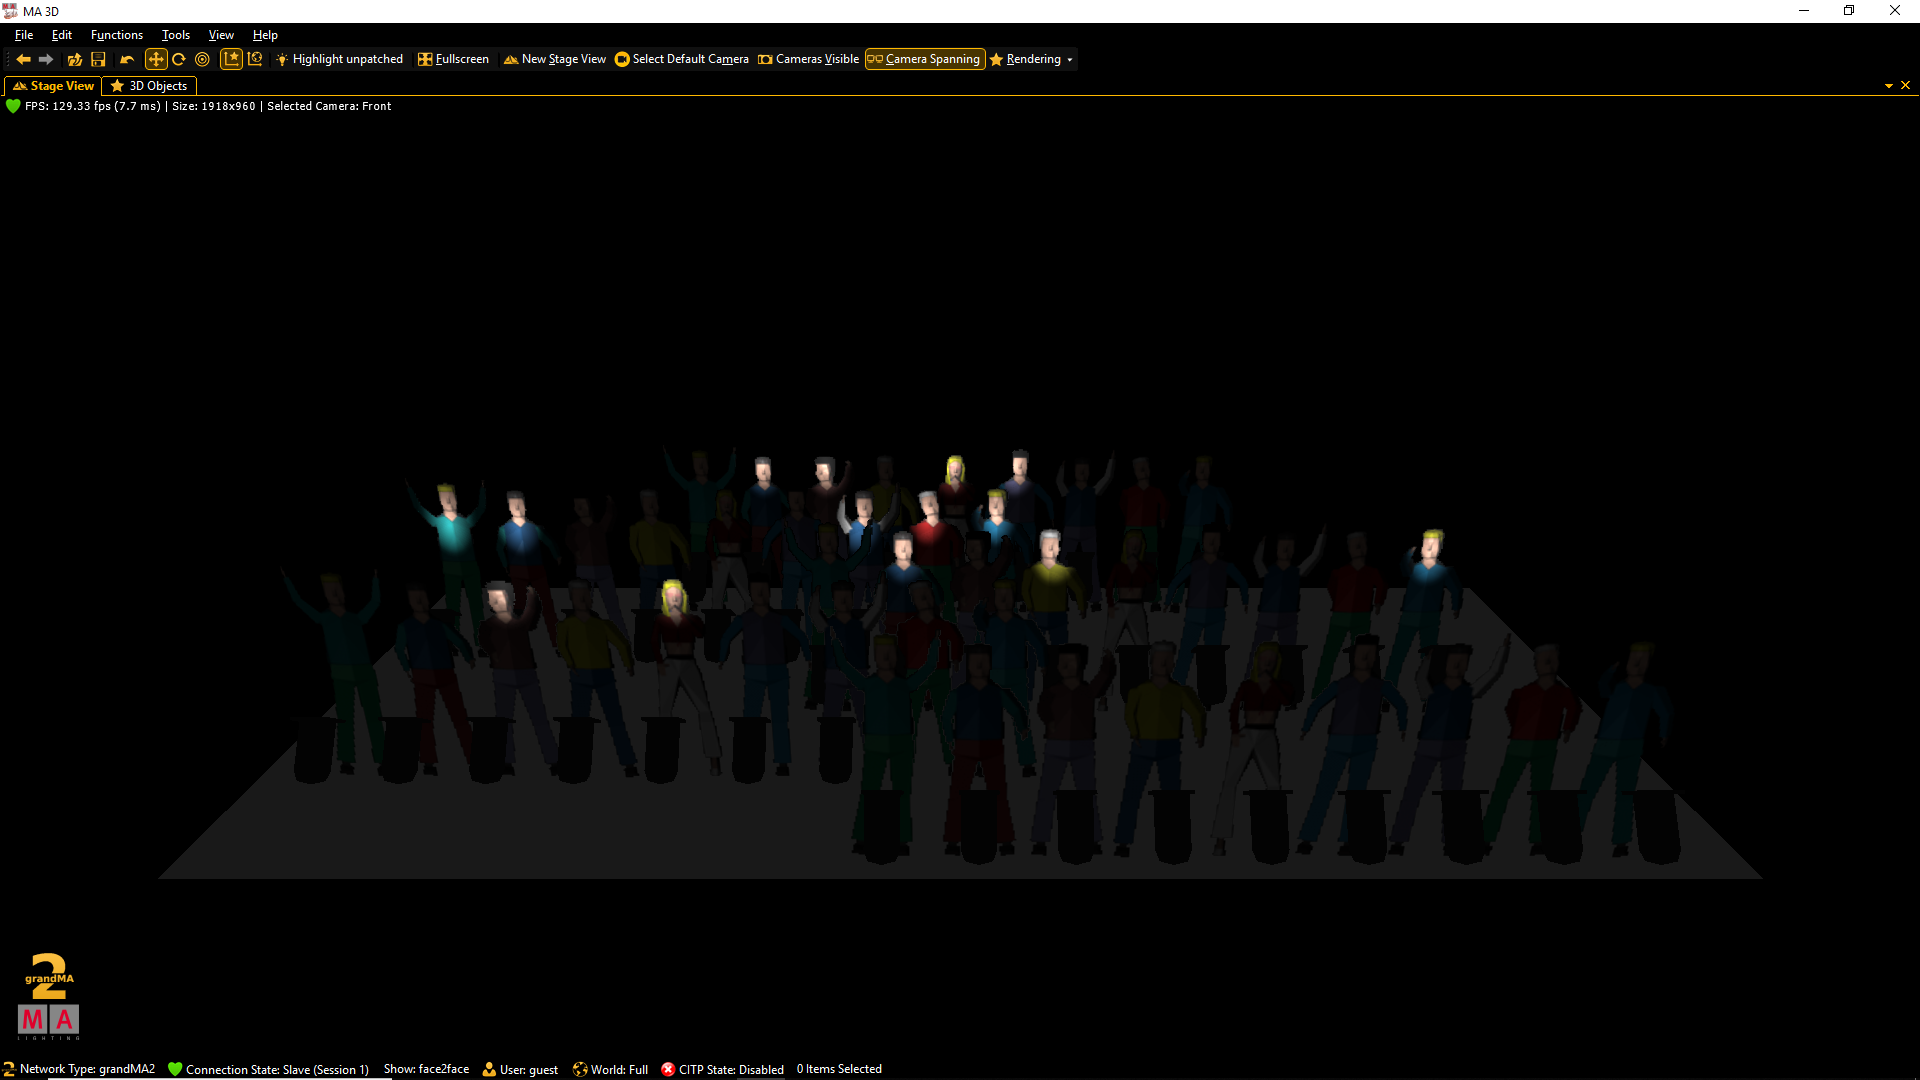 MA 3D
File Edit Functions Tools View Help
Highlight unpatched Fullscreen New Stage View Select Default Camera Cameras Visible Camera Spanning Rendering
Stage View 3D Objects
FPS: 129.33 fps (7.7 ms) | Size: 1918x960 | Selected Camera: Front
2
grandMA
MA
LIGHTING
Network Type: grandMA2 Connection State: Slave (Session 1) Show: face2face User: guest World: Full CITP State: Disabled 0 Items Selected